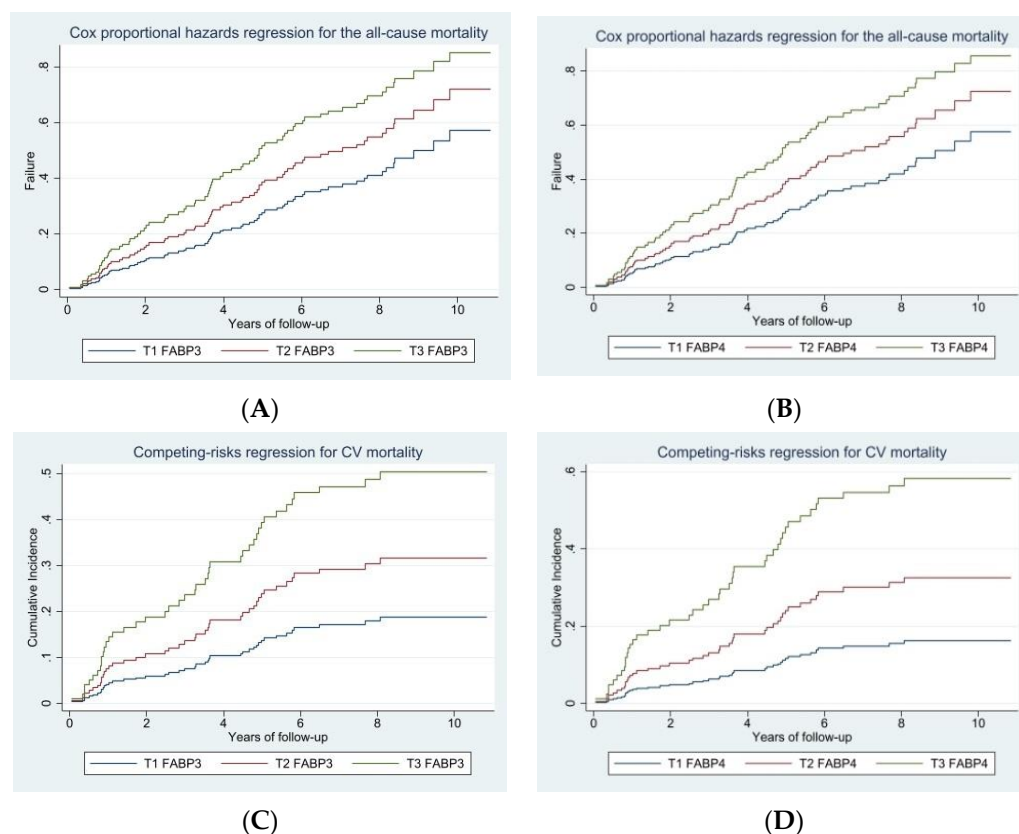 Cox proportional hazards regression for the all-cause mortality
Failure
.8
.6
.4
.2
0
0 2 4 6 8 10
Years of follow-up
T1 FABP3 T2 FABP3 T3 FABP3
(A)
Cox proportional hazards regression for the all-cause mortality
Failure
.8
.6
.4
.2
0
0 2 4 6 8 10
Years of follow-up
T1 FABP4 T2 FABP4 T3 FABP4
(B)
Competing-risks regression for CV mortality
Cumulative Incidence
.5
.4
.3
.2
.1
0
0 2 4 6 8 10
Years of follow-up
T1 FABP3 T2 FABP3 T3 FABP3
(C)
Competing-risks regression for CV mortality
Cumulative Incidence
.6
.4
.2
0
0 2 4 6 8 10
Years of follow-up
T1 FABP4 T2 FABP4 T3 FABP4
(D)